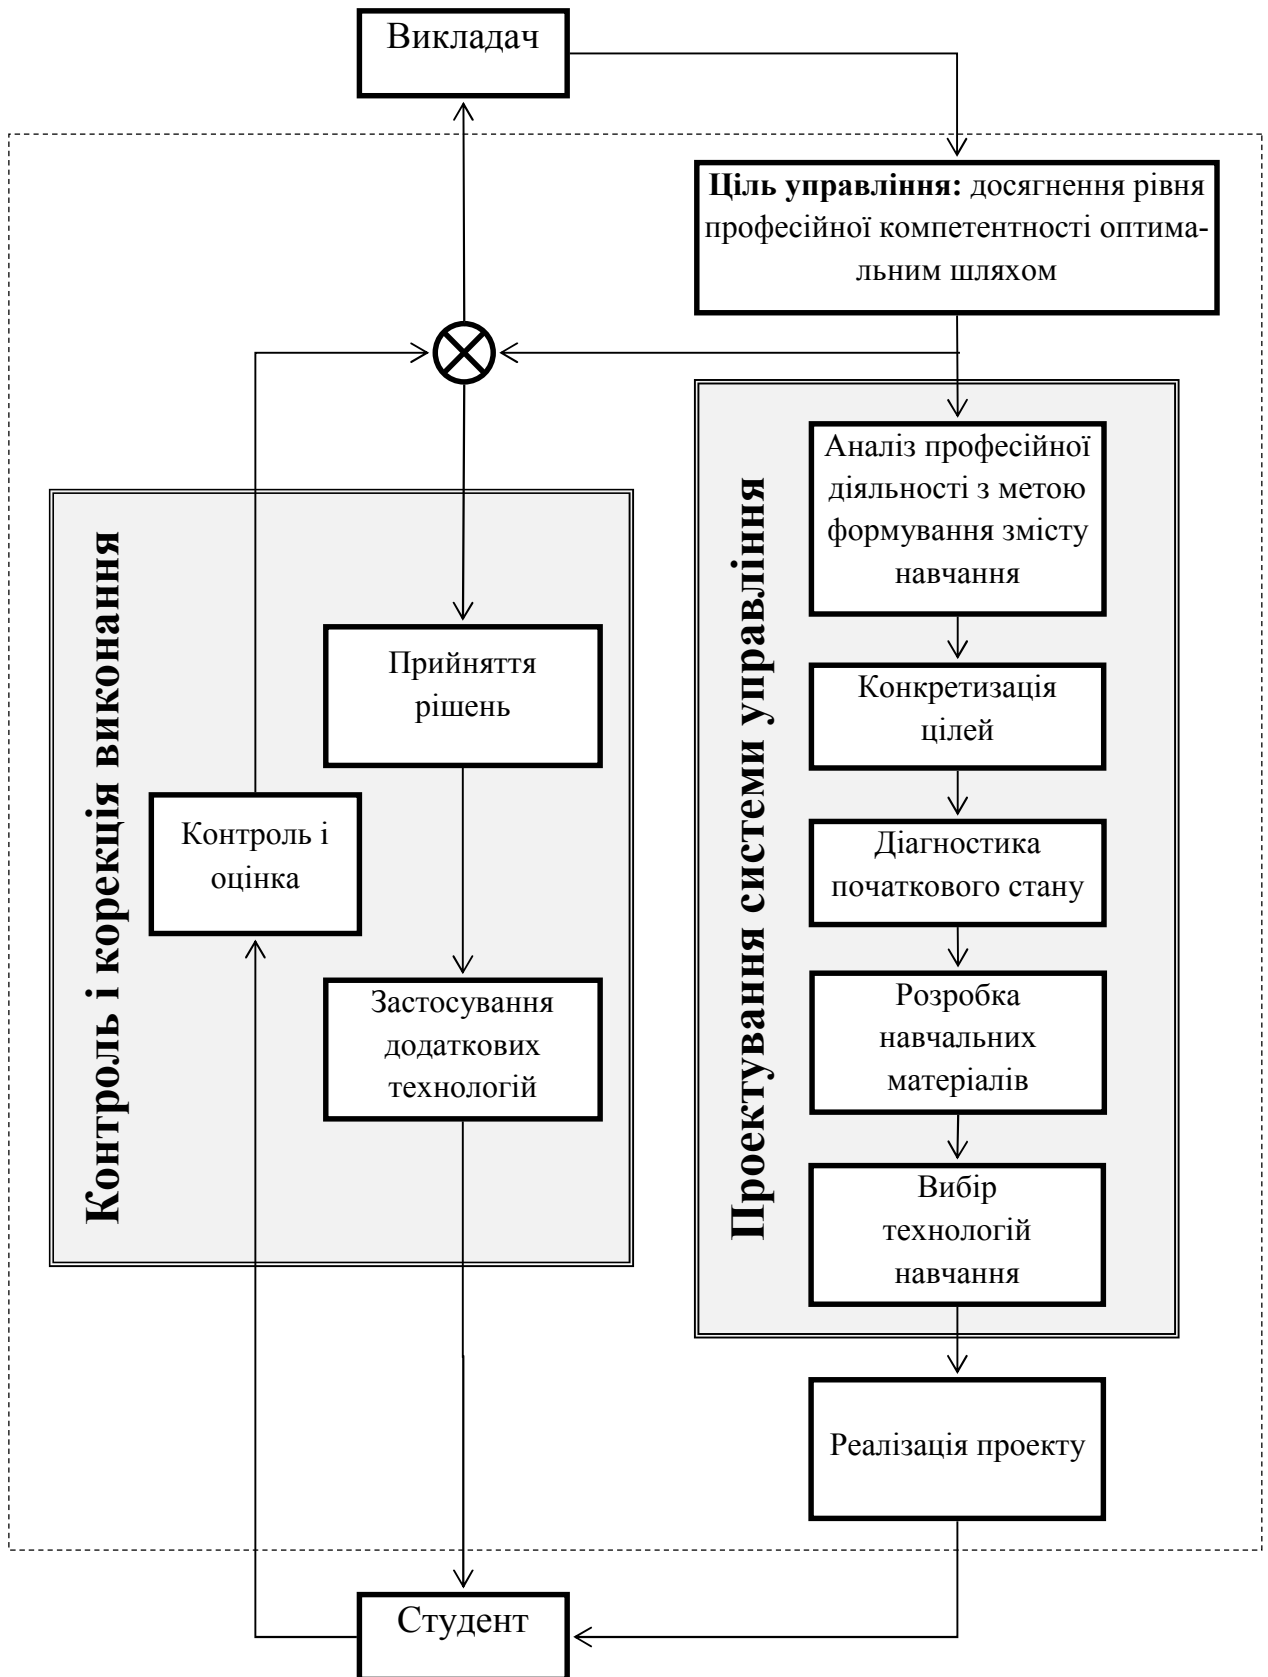 Викладач
Ціль управління: досягнення рівня
професійної компетентності оптима-
льним шляхом
Контроль і корекція виконання
Прийняття
рішень
Контроль і
оцінка
Застосування
додаткових
технологій
Проектування системи управління
Аналіз професійної
діяльності з метою
формування змісту
навчання
Конкретизація
цілей
Діагностика
початкового стану
Розробка
навчальних
матеріалів
Вибір
технологій
навчання
Реалізація проекту
Студент